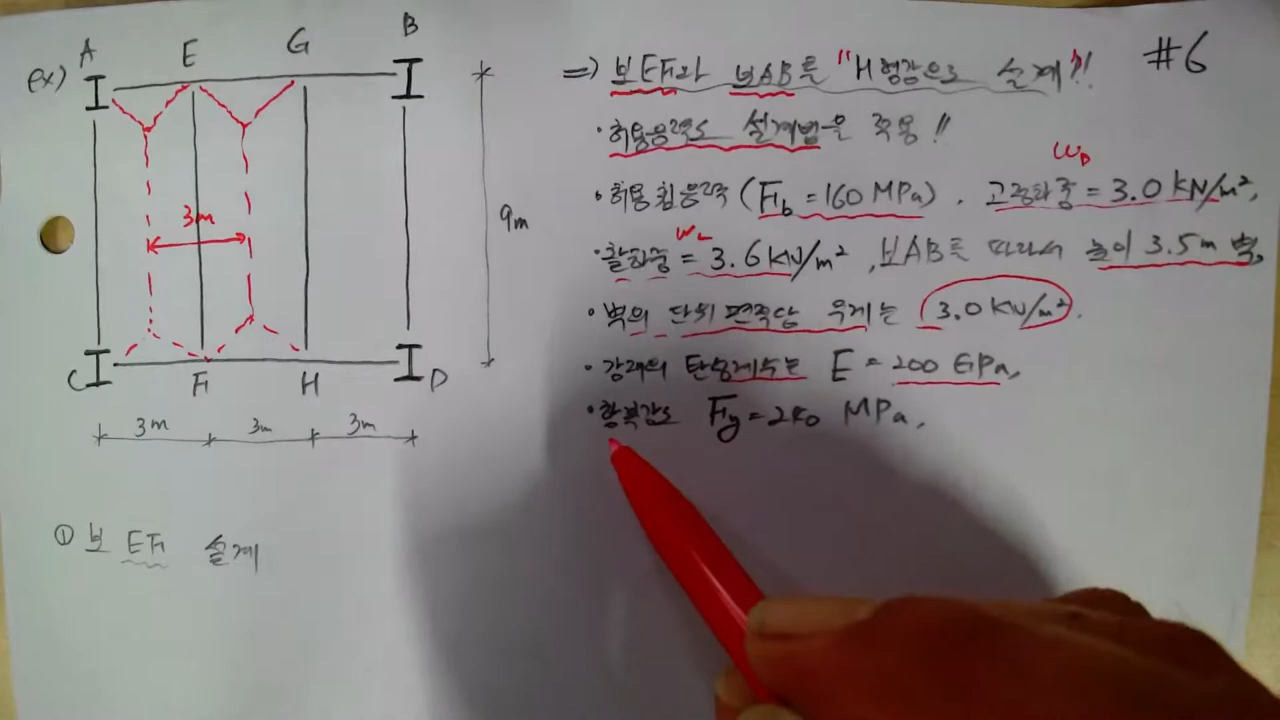 #6
ex)
A E G B
3m
9m
C F H D
3m 3m 3m
① 보 EF 설계
⇒) 보EF와 보AB를 "H형강으로 설계"!!
· 허용응력도 설계법을 적용!!
· 허용휨응력 (Fb = 160 MPa), 고정하중 = 3.0 kN/m²,
WD
· 활하중 = 3.6 kN/m², 보AB를 따라서 높이 3.5m 벽,
WL
· 벽의 단위 면적당 무게는 3.0 kN/m².
· 강재의 탄성계수는 E = 200 GPa,
· 항복강도 Fy = MPa,